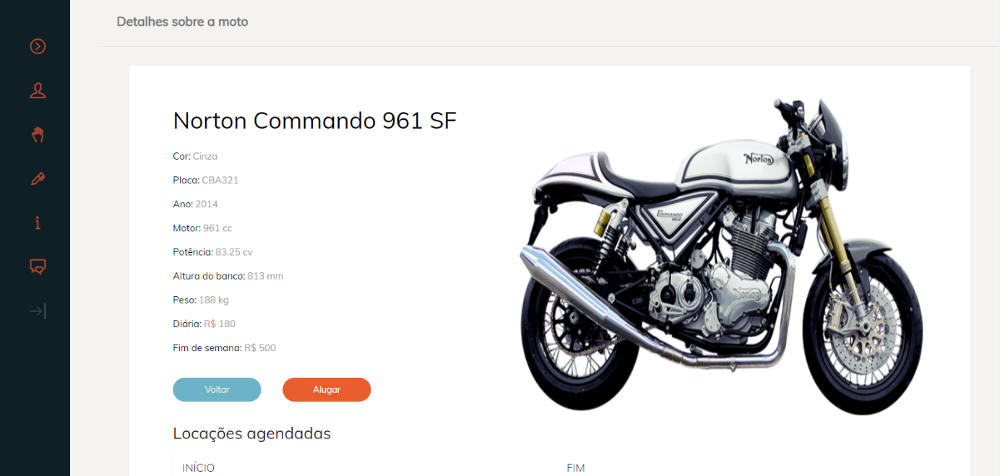 Detalhes sobre a moto
Norton Commando 961 SF
Cor: Cinza
Placa: CBA321
Ano: 2014
Motor: 961 cc
Potência: 83.25 cv
Altura do banco: 813 mm
Peso: 188 kg
Diária: R$ 180
Fim de semana: R$ 500
Voltar Alugar
Norton
COMMANDO
Norton
Locações agendadas
INÍCIO FIM